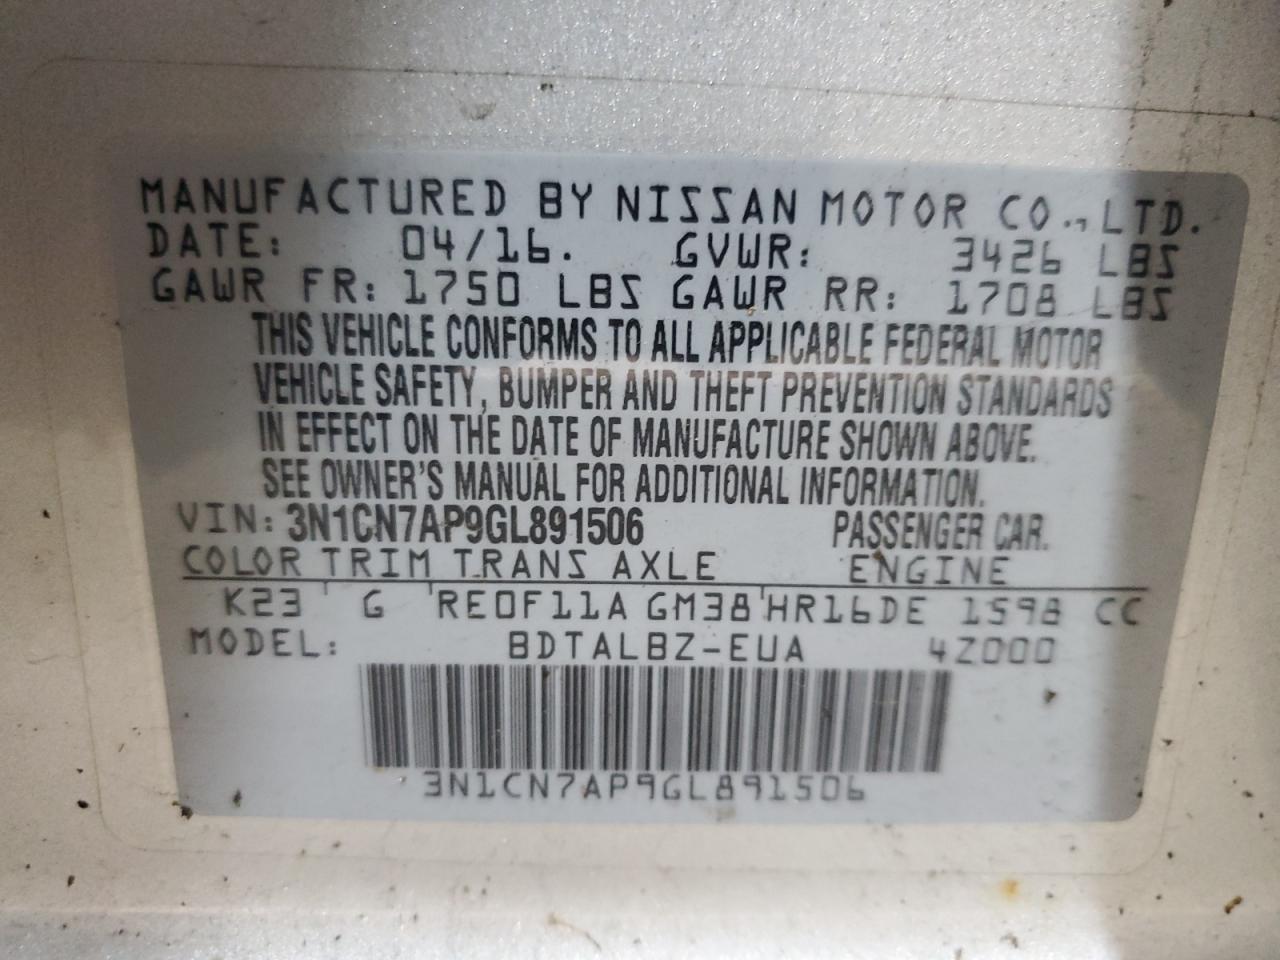 MANUFACTURED BY NISSAN MOTOR CO., LTD.
DATE: 04/16. GVWR: 3426 LBS
GAWR FR: 1750 LBS GAWR RR: 1708 LBS
THIS VEHICLE CONFORMS TO ALL APPLICABLE FEDERAL MOTOR
VEHICLE SAFETY, BUMPER AND THEFT PREVENTION STANDARDS
IN EFFECT ON THE DATE OF MANUFACTURE SHOWN ABOVE.
SEE OWNER'S MANUAL FOR ADDITIONAL INFORMATION.
VIN: 3N1CN7AP9GL891506 PASSENGER CAR.
COLOR TRIM TRANS AXLE ENGINE
K23 G RE0F11A GM38 HR16DE 1598 CC
MODEL: BDTALBZ-EUA 4Z000
3N1CN7AP9GL891506